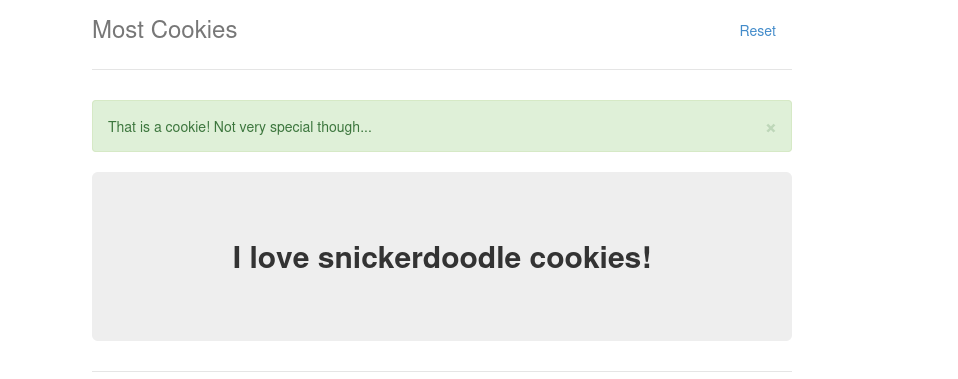 Most Cookies
Reset
That is a cookie! Not very special though...
×
I love snickerdoodle cookies!